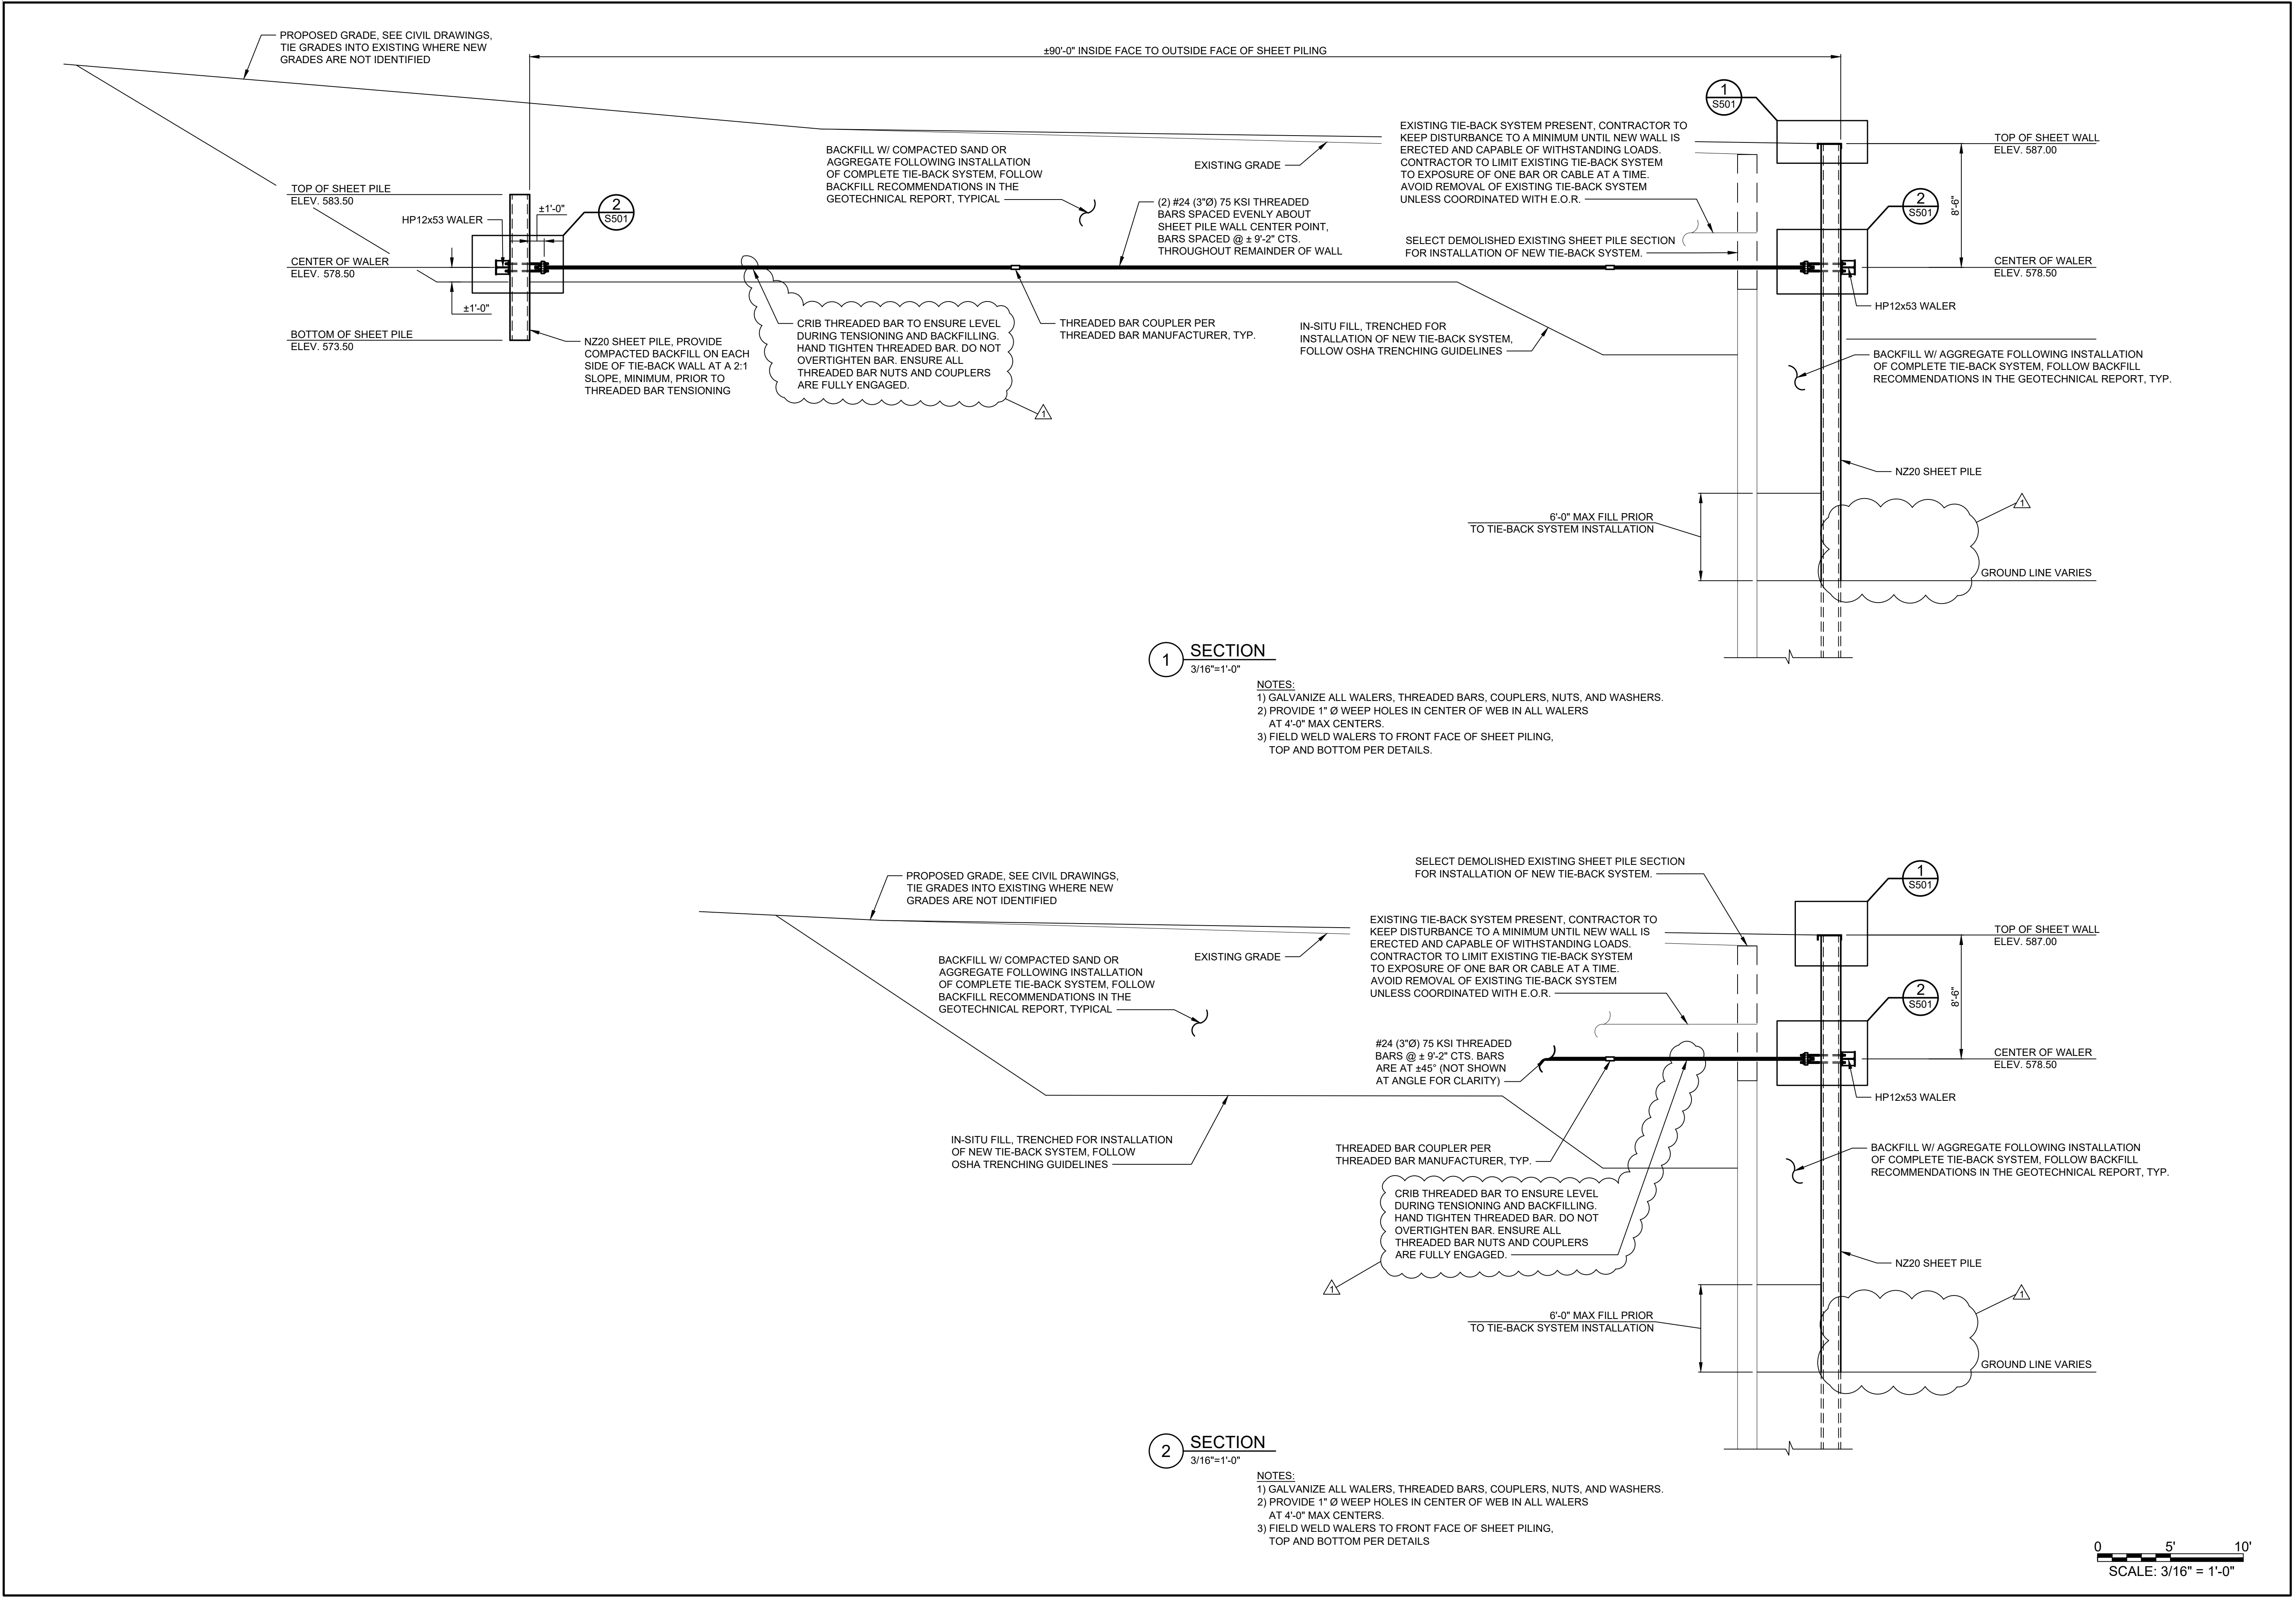 PROPOSED GRADE, SEE CIVIL DRAWINGS,
TIE GRADES INTO EXISTING WHERE NEW
GRADES ARE NOT IDENTIFIED
±90'-0" INSIDE FACE TO OUTSIDE FACE OF SHEET PILING
1
S501
EXISTING TIE-BACK SYSTEM PRESENT, CONTRACTOR TO
KEEP DISTURBANCE TO A MINIMUM UNTIL NEW WALL IS
ERECTED AND CAPABLE OF WITHSTANDING LOADS.
CONTRACTOR TO LIMIT EXISTING TIE-BACK SYSTEM
TO EXPOSURE OF ONE BAR OR CABLE AT A TIME.
AVOID REMOVAL OF EXISTING TIE-BACK SYSTEM
UNLESS COORDINATED WITH E.O.R.
TOP OF SHEET WALL
ELEV. 587.00
BACKFILL W/ COMPACTED SAND OR
AGGREGATE FOLLOWING INSTALLATION
OF COMPLETE TIE-BACK SYSTEM, FOLLOW
BACKFILL RECOMMENDATIONS IN THE
GEOTECHNICAL REPORT, TYPICAL
EXISTING GRADE
TOP OF SHEET PILE
ELEV. 583.50
HP12x53 WALER
±1'-0"
2
S501
(2) #24 (3"Ø) 75 KSI THREADED
BARS SPACED EVENLY ABOUT
SHEET PILE WALL CENTER POINT,
BARS SPACED @ ± 9'-2" CTS.
THROUGHOUT REMAINDER OF WALL
SELECT DEMOLISHED EXISTING SHEET PILE SECTION
FOR INSTALLATION OF NEW TIE-BACK SYSTEM.
2
S501
8'-6"
CENTER OF WALER
ELEV. 578.50
CENTER OF WALER
ELEV. 578.50
±1'-0"
HP12x53 WALER
BOTTOM OF SHEET PILE
ELEV. 573.50
NZ20 SHEET PILE, PROVIDE
COMPACTED BACKFILL ON EACH
SIDE OF TIE-BACK WALL AT A 2:1
SLOPE, MINIMUM, PRIOR TO
THREADED BAR TENSIONING
CRIB THREADED BAR TO ENSURE LEVEL
DURING TENSIONING AND BACKFILLING.
HAND TIGHTEN THREADED BAR. DO NOT
OVERTIGHTEN BAR. ENSURE ALL
THREADED BAR NUTS AND COUPLERS
ARE FULLY ENGAGED.
1
THREADED BAR COUPLER PER
THREADED BAR MANUFACTURER, TYP.
IN-SITU FILL, TRENCHED FOR
INSTALLATION OF NEW TIE-BACK SYSTEM,
FOLLOW OSHA TRENCHING GUIDELINES
BACKFILL W/ AGGREGATE FOLLOWING INSTALLATION
OF COMPLETE TIE-BACK SYSTEM, FOLLOW BACKFILL
RECOMMENDATIONS IN THE GEOTECHNICAL REPORT, TYP.
NZ20 SHEET PILE
1
6'-0" MAX FILL PRIOR
TO TIE-BACK SYSTEM INSTALLATION
GROUND LINE VARIES
1
SECTION
3/16"=1'-0"
NOTES:
1) GALVANIZE ALL WALERS, THREADED BARS, COUPLERS, NUTS, AND WASHERS.
2) PROVIDE 1" Ø WEEP HOLES IN CENTER OF WEB IN ALL WALERS
AT 4'-0" MAX CENTERS.
3) FIELD WELD WALERS TO FRONT FACE OF SHEET PILING,
TOP AND BOTTOM PER DETAILS.
PROPOSED GRADE, SEE CIVIL DRAWINGS,
TIE GRADES INTO EXISTING WHERE NEW
GRADES ARE NOT IDENTIFIED
SELECT DEMOLISHED EXISTING SHEET PILE SECTION
FOR INSTALLATION OF NEW TIE-BACK SYSTEM.
1
S501
EXISTING TIE-BACK SYSTEM PRESENT, CONTRACTOR TO
KEEP DISTURBANCE TO A MINIMUM UNTIL NEW WALL IS
ERECTED AND CAPABLE OF WITHSTANDING LOADS.
CONTRACTOR TO LIMIT EXISTING TIE-BACK SYSTEM
TO EXPOSURE OF ONE BAR OR CABLE AT A TIME.
AVOID REMOVAL OF EXISTING TIE-BACK SYSTEM
UNLESS COORDINATED WITH E.O.R.
TOP OF SHEET WALL
ELEV. 587.00
BACKFILL W/ COMPACTED SAND OR
AGGREGATE FOLLOWING INSTALLATION
OF COMPLETE TIE-BACK SYSTEM, FOLLOW
BACKFILL RECOMMENDATIONS IN THE
GEOTECHNICAL REPORT, TYPICAL
EXISTING GRADE
2
S501
8'-6"
#24 (3"Ø) 75 KSI THREADED
BARS @ ± 9'-2" CTS. BARS
ARE AT ±45° (NOT SHOWN
AT ANGLE FOR CLARITY)
CENTER OF WALER
ELEV. 578.50
HP12x53 WALER
IN-SITU FILL, TRENCHED FOR INSTALLATION
OF NEW TIE-BACK SYSTEM, FOLLOW
OSHA TRENCHING GUIDELINES
THREADED BAR COUPLER PER
THREADED BAR MANUFACTURER, TYP.
BACKFILL W/ AGGREGATE FOLLOWING INSTALLATION
OF COMPLETE TIE-BACK SYSTEM, FOLLOW BACKFILL
RECOMMENDATIONS IN THE GEOTECHNICAL REPORT, TYP.
CRIB THREADED BAR TO ENSURE LEVEL
DURING TENSIONING AND BACKFILLING.
HAND TIGHTEN THREADED BAR. DO NOT
OVERTIGHTEN BAR. ENSURE ALL
THREADED BAR NUTS AND COUPLERS
ARE FULLY ENGAGED.
1
NZ20 SHEET PILE
1
6'-0" MAX FILL PRIOR
TO TIE-BACK SYSTEM INSTALLATION
GROUND LINE VARIES
2
SECTION
3/16"=1'-0"
NOTES:
1) GALVANIZE ALL WALERS, THREADED BARS, COUPLERS, NUTS, AND WASHERS.
2) PROVIDE 1" Ø WEEP HOLES IN CENTER OF WEB IN ALL WALERS
AT 4'-0" MAX CENTERS.
3) FIELD WELD WALERS TO FRONT FACE OF SHEET PILING,
TOP AND BOTTOM PER DETAILS
0 5' 10'
SCALE: 3/16" = 1'-0"